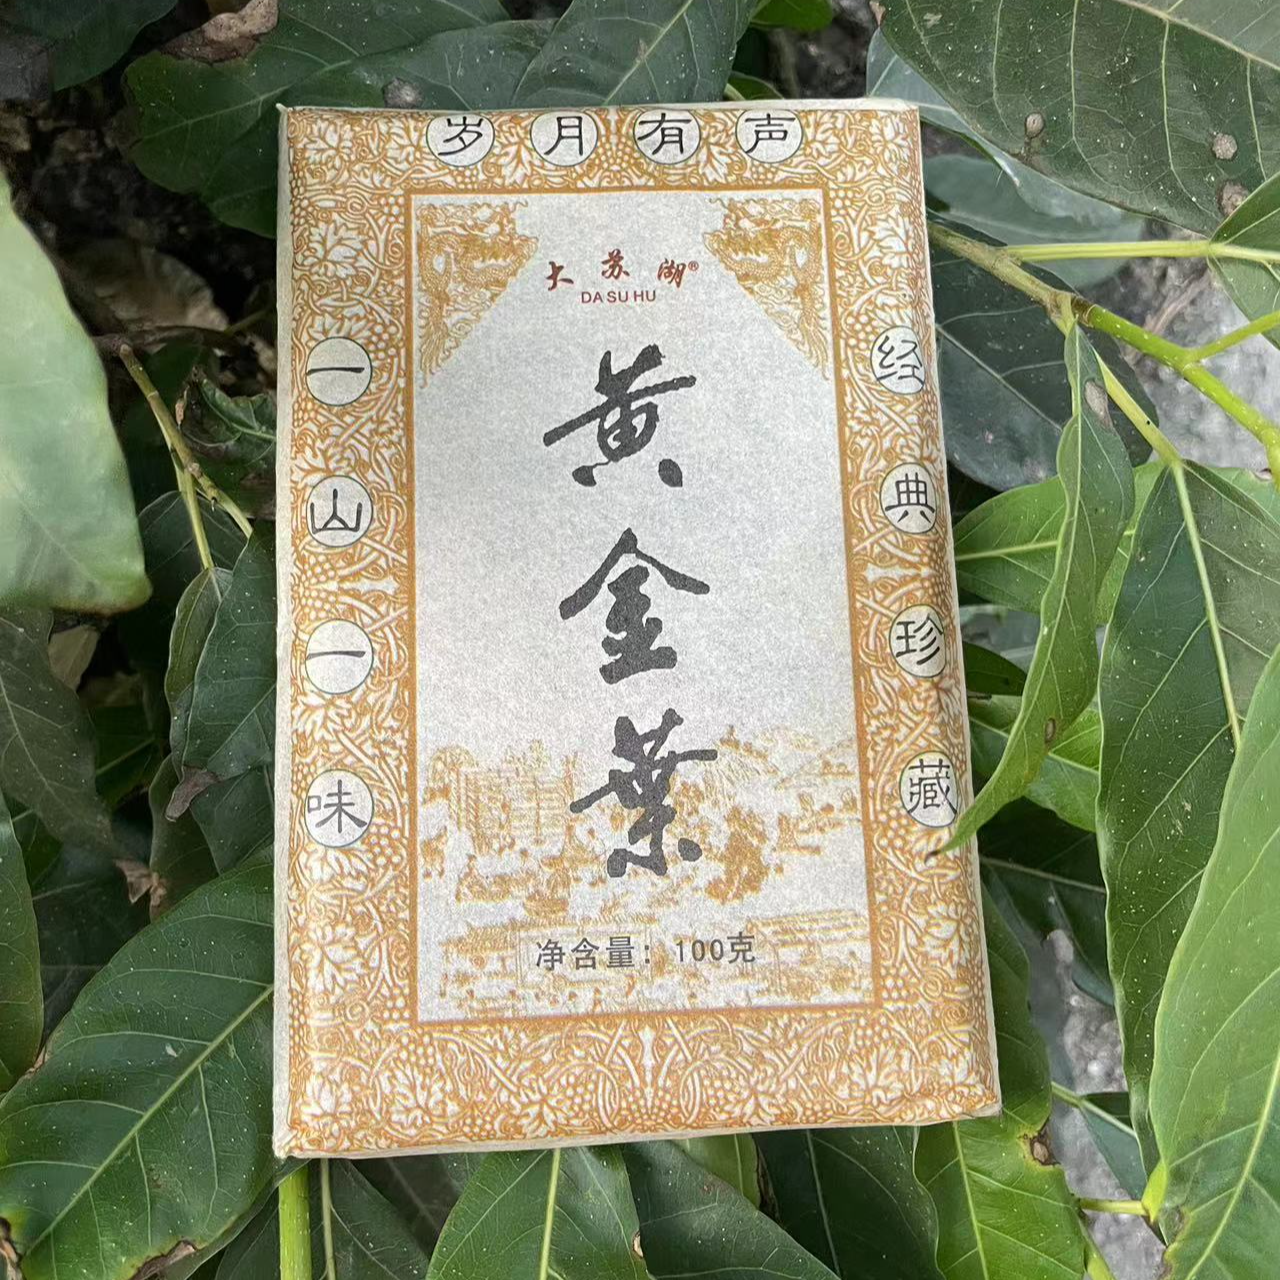 岁月有声
大苏湖®
DA SU HU
黄金葉
净含量：100克
一山一味
经典珍藏